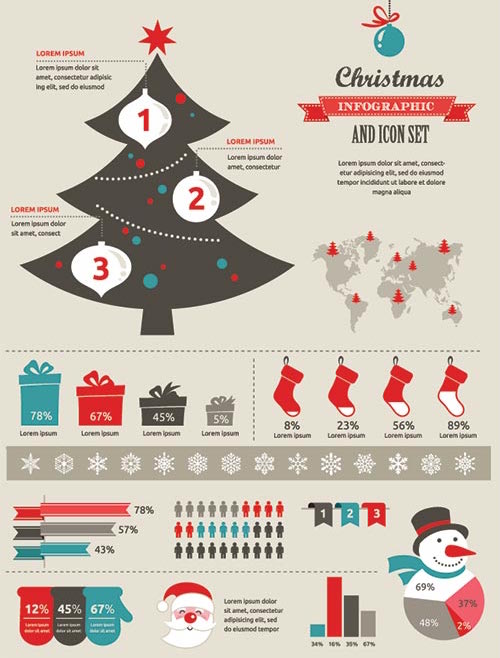 Christmas
INFOGRAPHIC
AND ICON SET
Lorem ipsum dolor sit
amet, consect-
etur adipiscing elit, sed
do eiusmod
tempor incididunt ut
labore et dolore
magna aliqua
LOREM IPSUM
Lorem ipsum dolor sit
amet, consectetur adipisic
ing elit, sed do eiusmod
1
LOREM IPSUM
Lorem ipsum dolor
sit amet, consectetur
2
LOREM IPSUM
Lorem ipsum dolor
sit amet, consect
3
78% 67% 45% 5%
Lorem ipsum Lorem ipsum Lorem ipsum Lorem ipsum
8% 23% 56% 89%
Lorem ipsum Lorem ipsum Lorem ipsum Lorem ipsum
78%
57%
43%
1 2 3
12% 45% 67%
Lorem ipsum Lorem ipsum Lorem ipsum
dolor amet dolor amet dolor amet
Lorem ipsum dolor
sit amet, consectetur
adipisicing elit, sed
do eiusmod tempor
34% 16% 35% 67%
69%
37%
48%
2%